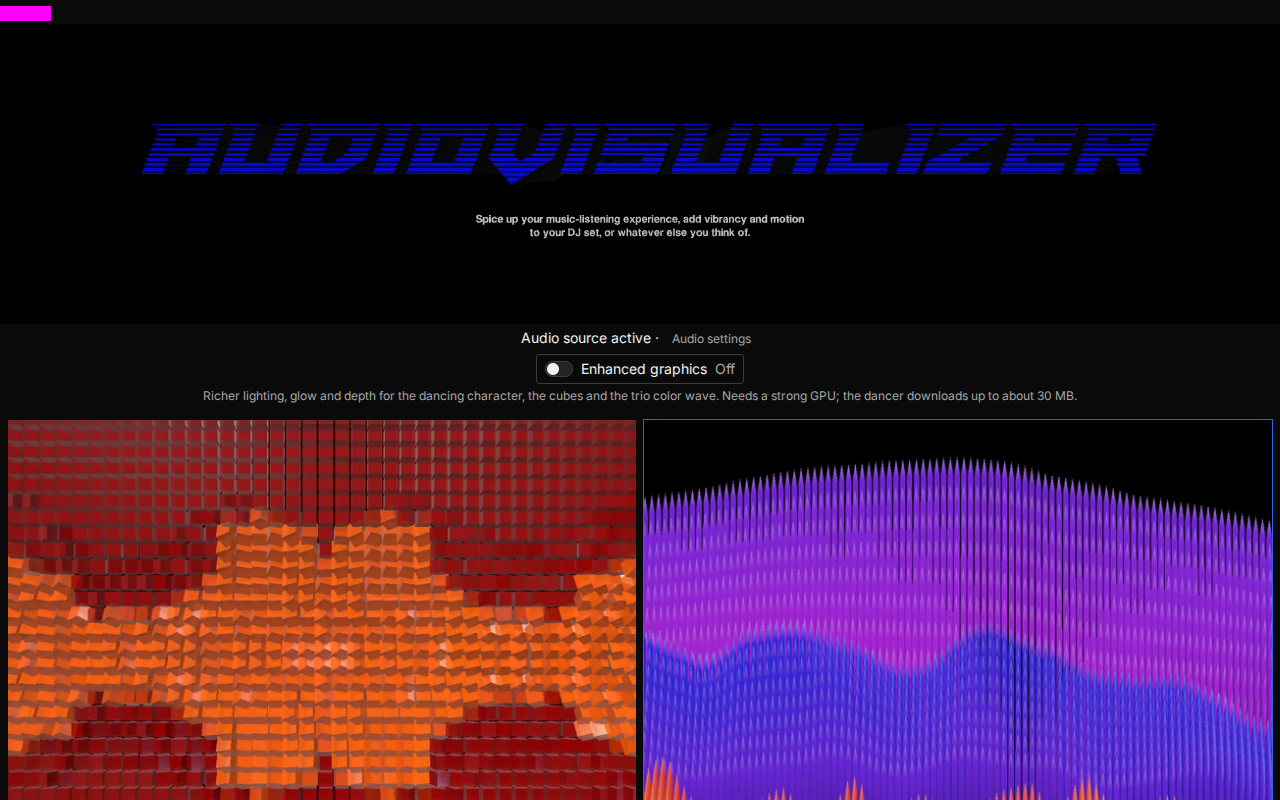 AUDIOVISUALIZER
Spice up your music-listening experience, add vibrancy and motion
to your DJ set, or whatever else you think of.
Audio source active · Audio settings
Enhanced graphics Off
Richer lighting, glow and depth for the dancing character, the cubes and the trio color wave. Needs a strong GPU; the dancer downloads up to about 30 MB.